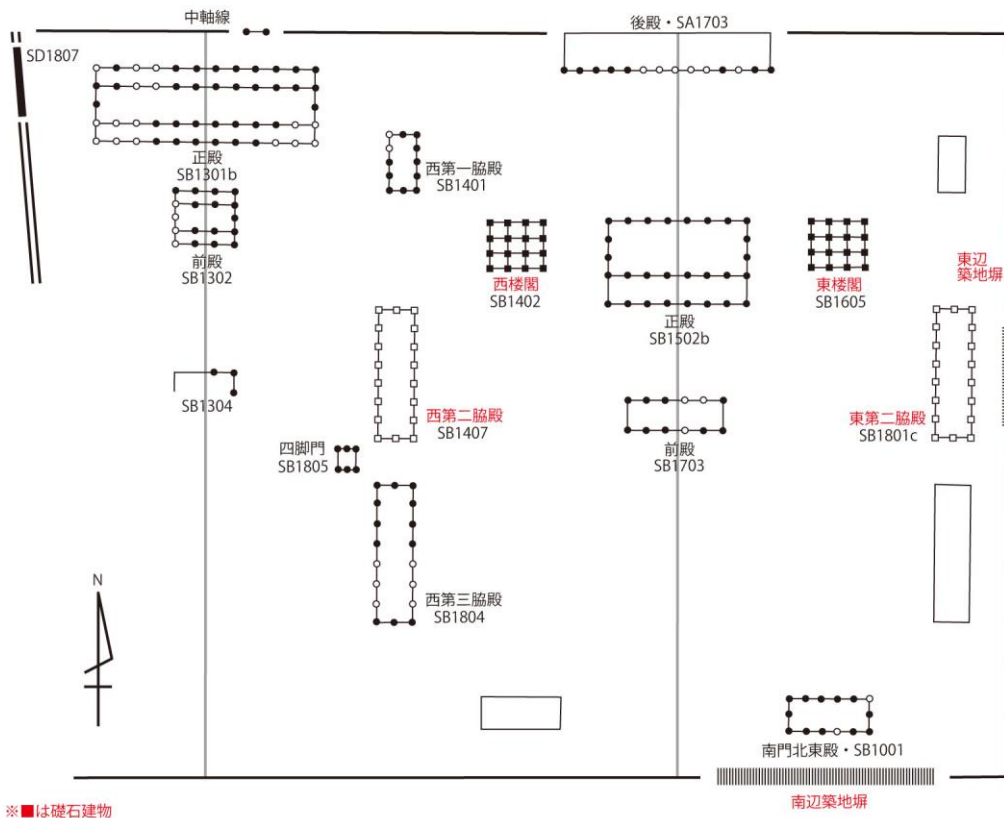 中軸線
後殿・SA1703
SD1807
正殿
SB1301b
西第一脇殿
SB1401
前殿
SB1302
西楼閣
SB1402
正殿
SB1502b
東楼閣
SB1605
東辺
築地塀
SB1304
西第二脇殿
SB1407
東第二脇殿
SB1801c
四脚門
SB1805
前殿
SB1703
N
西第三脇殿
SB1804
南門北東殿・SB1001
南辺築地塀
※■は礎石建物